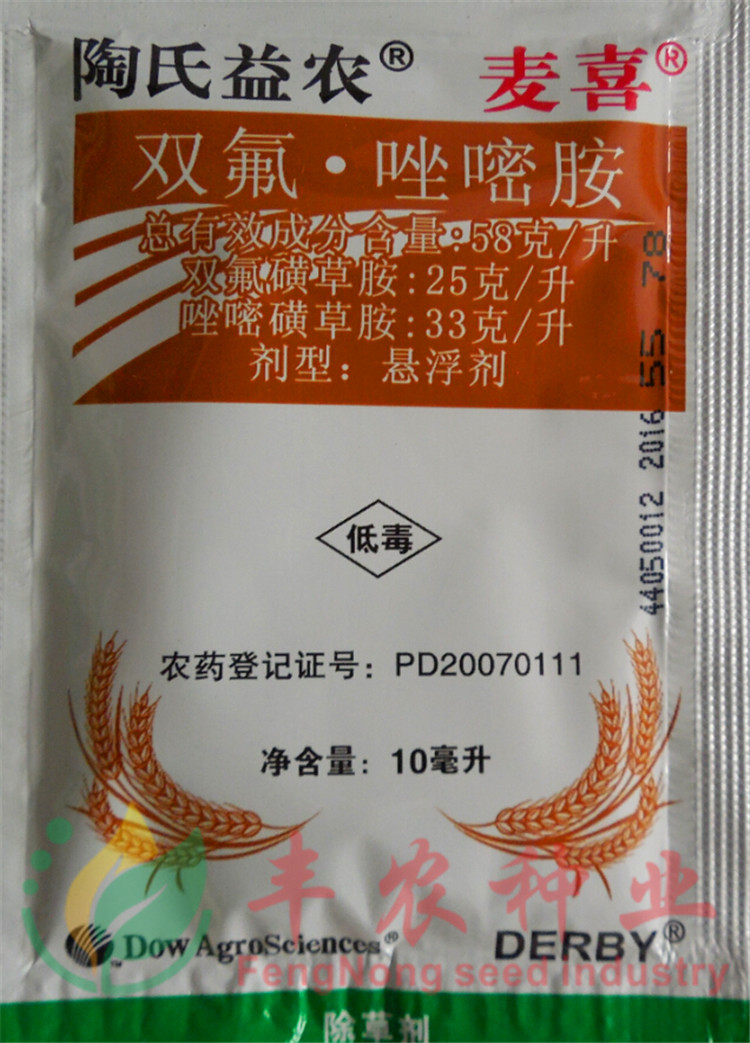 陶氏益农® 麦喜®
双氟·唑嘧胺
总有效成分含量:58克/升
双氟磺草胺:25克/升
唑嘧磺草胺:33克/升
剂型：悬浮剂
44050012 2016 55 78
低毒
农药登记证号：PD20070111
净含量：10毫升
丰农种业
Dow AgroSciences® DERBY®
FengNong seed industry
除草剂